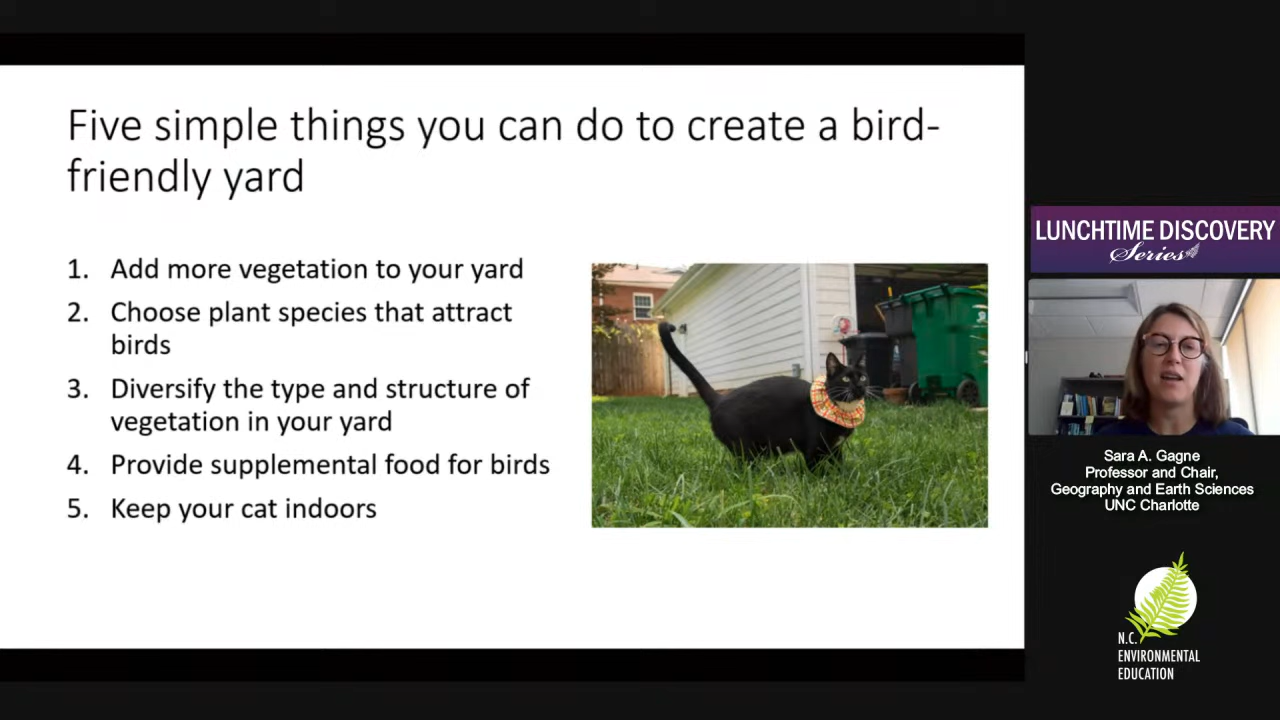 Five simple things you can do to create a bird-
friendly yard
1. Add more vegetation to your yard
2. Choose plant species that attract
birds
3. Diversify the type and structure of
vegetation in your yard
4. Provide supplemental food for birds
5. Keep your cat indoors
LUNCHTIME DISCOVERY
Series
Sara A. Gagne
Professor and Chair,
Geography and Earth Sciences
UNC Charlotte
N.C.
ENVIRONMENTAL
EDUCATION